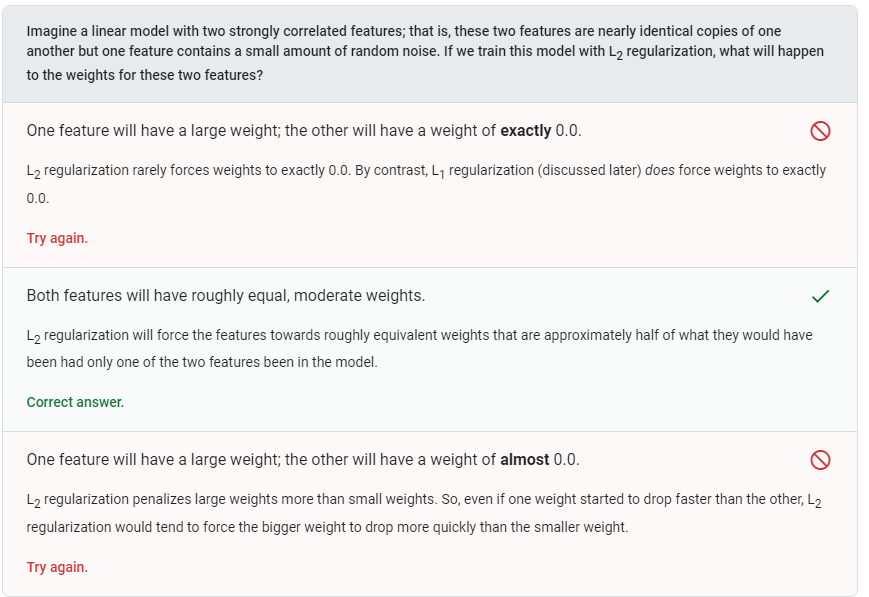 Imagine a linear model with two strongly correlated features; that is, these two features are nearly identical copies of one
another but one feature contains a small amount of random noise. If we train this model with L2 regularization, what will happen
to the weights for these two features?
One feature will have a large weight; the other will have a weight of exactly 0.0.
L2 regularization rarely forces weights to exactly 0.0. By contrast, L1 regularization (discussed later) does force weights to exactly
0.0.
Try again.
Both features will have roughly equal, moderate weights.
L2 regularization will force the features towards roughly equivalent weights that are approximately half of what they would have
been had only one of the two features been in the model.
Correct answer.
One feature will have a large weight; the other will have a weight of almost 0.0.
L2 regularization penalizes large weights more than small weights. So, even if one weight started to drop faster than the other, L2
regularization would tend to force the bigger weight to drop more quickly than the smaller weight.
Try again.